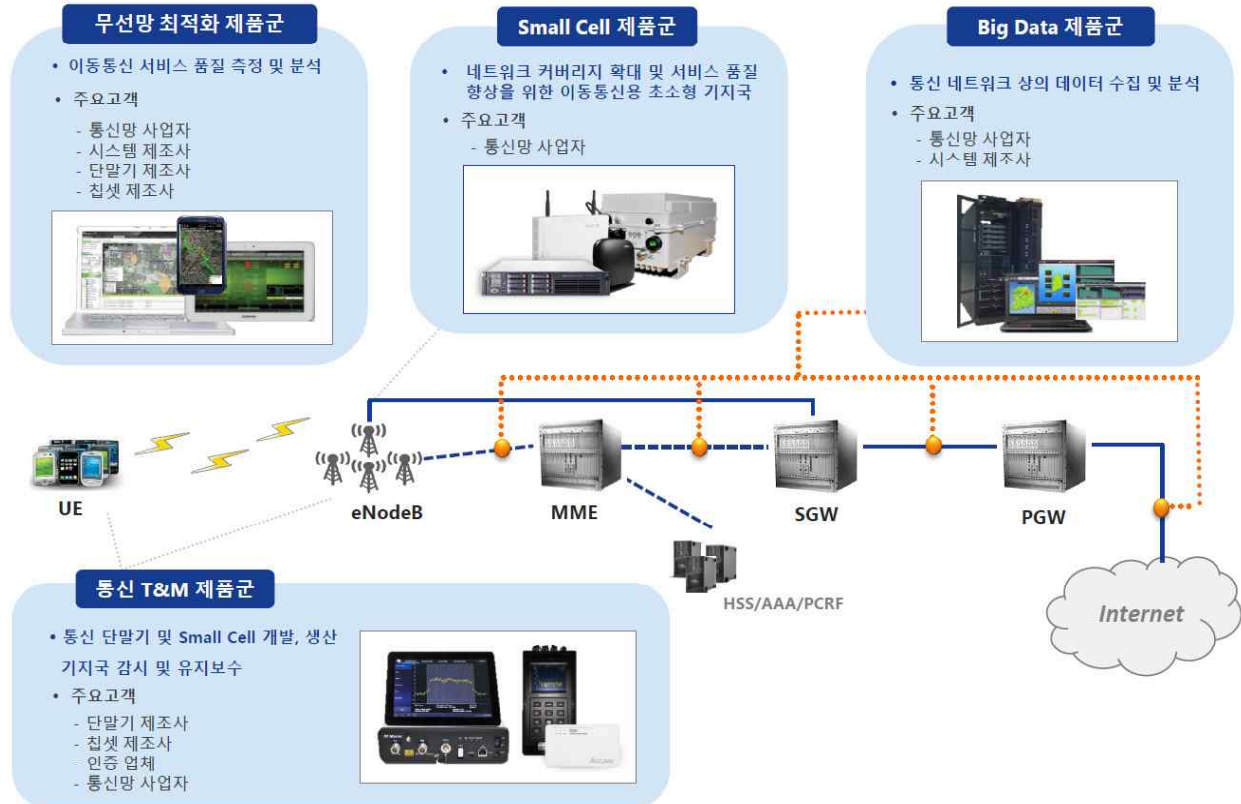 무선망 최적화 제품군
• 이동통신 서비스 품질 측정 및 분석
• 주요고객
- 통신망 사업자
- 시스템 제조사
- 단말기 제조사
- 칩셋 제조사
Small Cell 제품군
• 네트워크 커버리지 확대 및 서비스 품질
향상을 위한 이동통신용 초소형 기지국
• 주요고객
- 통신망 사업자
Big Data 제품군
• 통신 네트워크 상의 데이터 수집 및 분석
• 주요고객
- 통신망 사업자
- 시스템 제조사
UE
eNodeB
MME
SGW
PGW
HSS/AAA/PCRF
Internet
통신 T&M 제품군
• 통신 단말기 및 Small Cell 개발, 생산
기지국 감시 및 유지보수
• 주요고객
- 단말기 제조사
- 칩셋 제조사
- 인증 업체
- 통신망 사업자